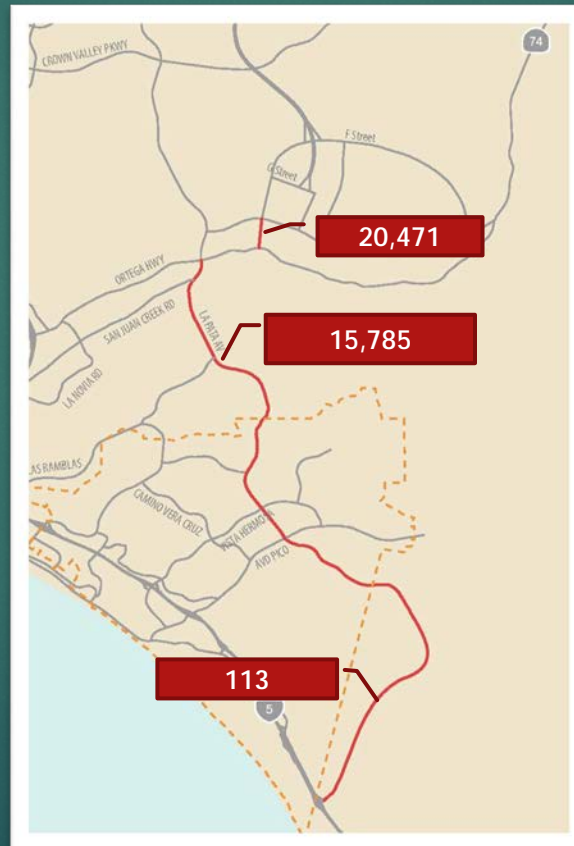 CROWN VALLEY PKWY
74
F Street
G Street
20,471
ORTEGA HWY
SAN JUAN CREEK RD
LA PATA AV
15,785
LA NOVIA RD
LAS RAMBLAS
CAMINO VERA CRUZ
VISTA HERMOSA
AVD PICO
113
5